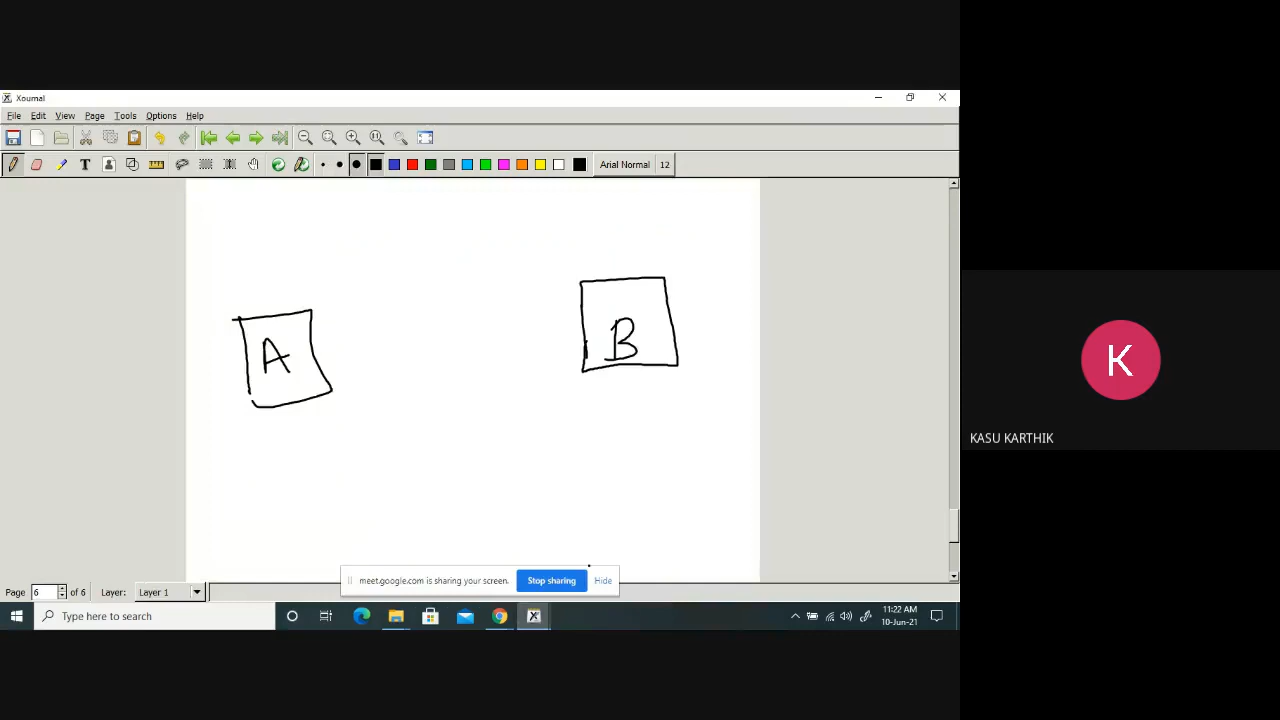 Xournal
File Edit View Page Tools Options Help
Arial Normal 12
A
B
K
KASU KARTHIK
meet.google.com is sharing your screen. Stop sharing Hide
Page 6 of 6 Layer: Layer 1
Type here to search
11:22 AM
10-Jun-21